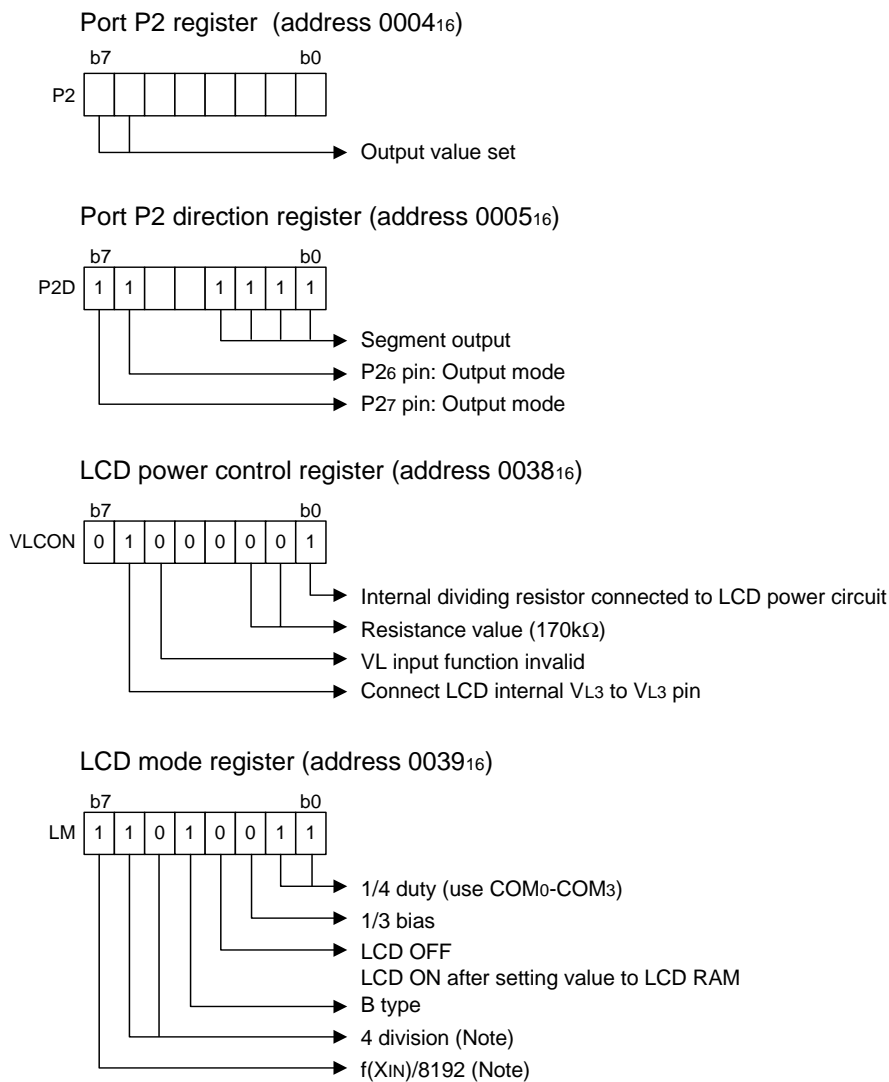 Port P2 register (address 0004₁₆)
b7 b0
P2
Output value set
Port P2 direction register (address 0005₁₆)
b7 b0
P2D 1 1 1 1 1 1
Segment output
P2₆ pin: Output mode
P2₇ pin: Output mode
LCD power control register (address 0038₁₆)
b7 b0
VLCON 0 1 0 0 0 0 0 1
Internal dividing resistor connected to LCD power circuit
Resistance value (170kΩ)
VL input function invalid
Connect LCD internal VL3 to VL3 pin
LCD mode register (address 0039₁₆)
b7 b0
LM 1 1 0 1 0 0 1 1
1/4 duty (use COM0-COM3)
1/3 bias
LCD OFF
LCD ON after setting value to LCD RAM
B type
4 division (Note)
f(XIN)/8192 (Note)